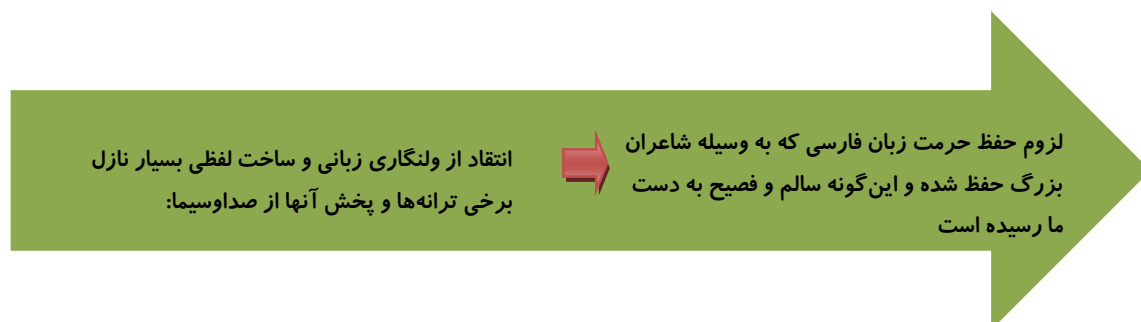 لزوم حفظ حرمت زبان فارسی که به وسیله شاعران
بزرگ حفظ شده و این‌گونه سالم و فصیح به دست
ما رسیده است
انتقاد از ولنگاری زبانی و ساخت لفظی بسیار نازل
برخی ترانه‌ها و پخش آنها از صداوسیما: